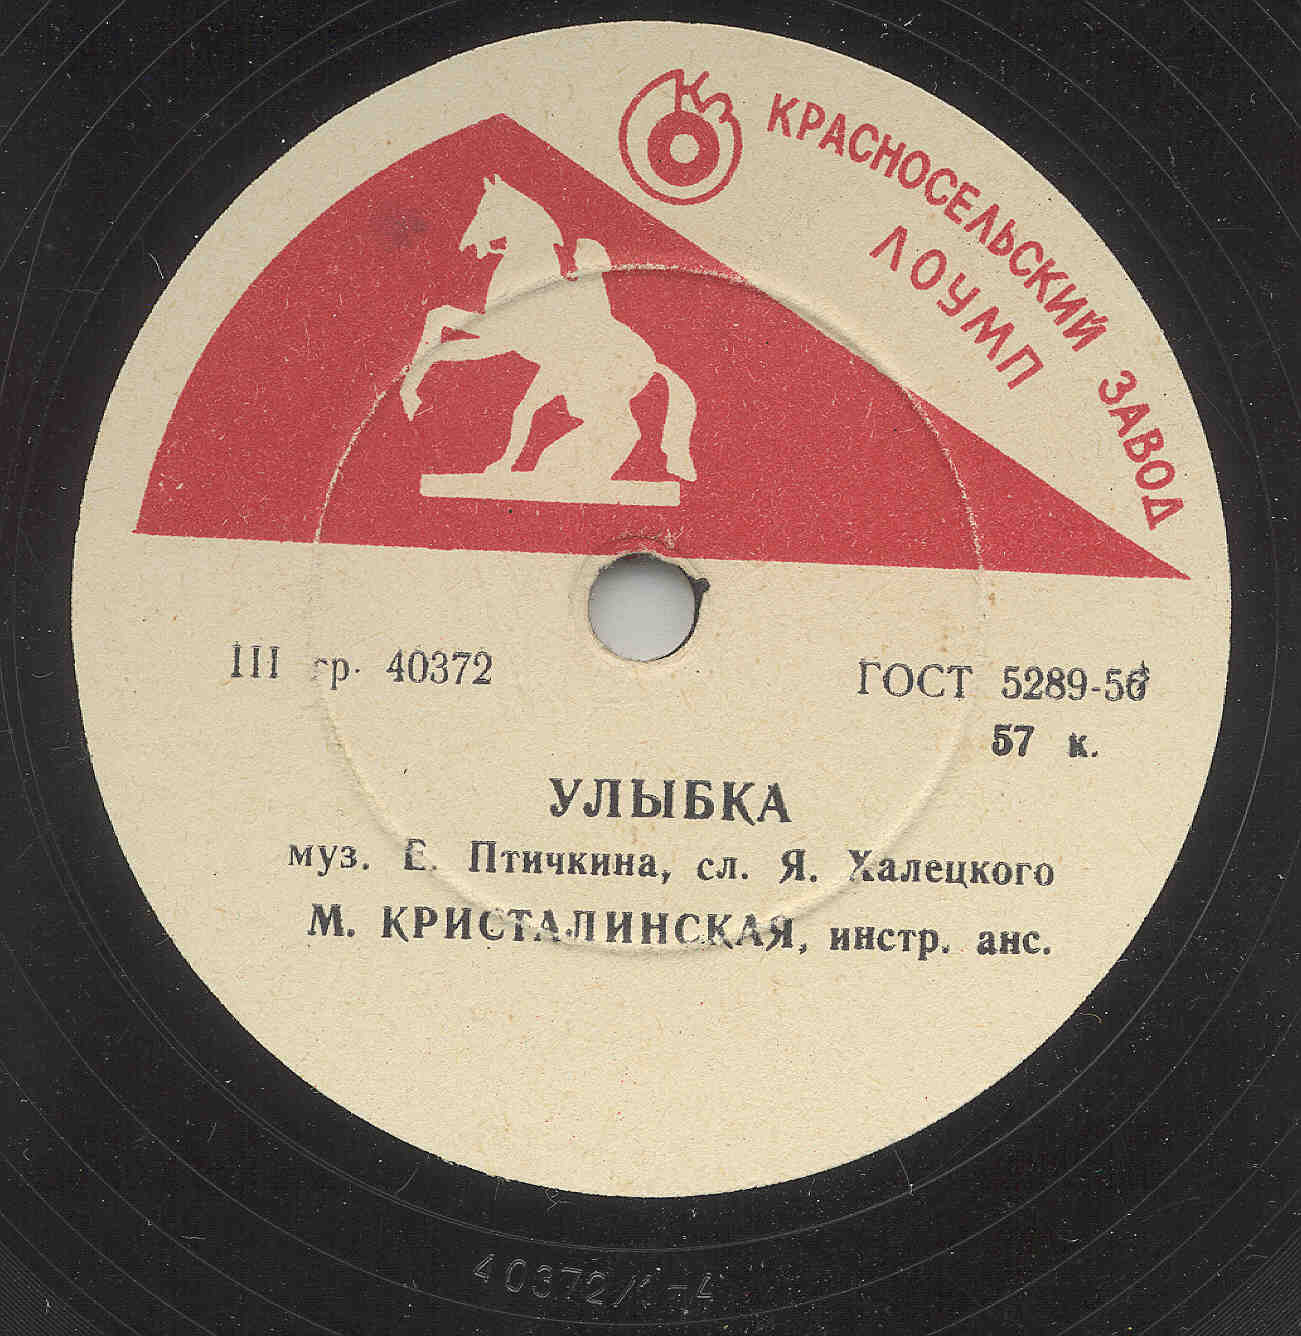 КЗ
КРАСНОСЕЛЬСКИЙ ЗАВОД
ЛОУМП
III гр. 40372
ГОСТ 5289-56
57 к.
УЛЫБКА
муз. Е. Птичкина, сл. Я. Халецкого
М. КРИСТАЛИНСКАЯ, инстр. анс.